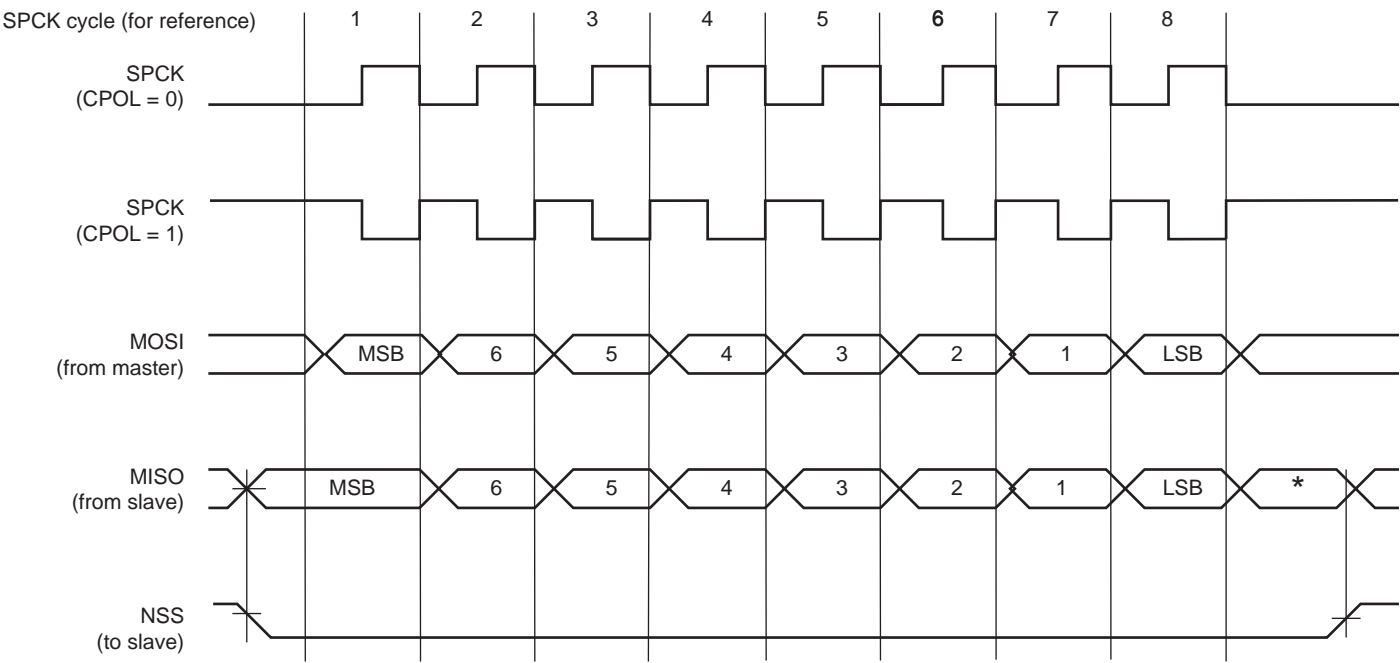 SPCK cycle (for reference) 1 2 3 4 5 6 7 8
SPCK
(CPOL = 0)
SPCK
(CPOL = 1)
MOSI
(from master)
MSB 6 5 4 3 2 1 LSB
MISO
(from slave)
MSB 6 5 4 3 2 1 LSB *
NSS
(to slave)